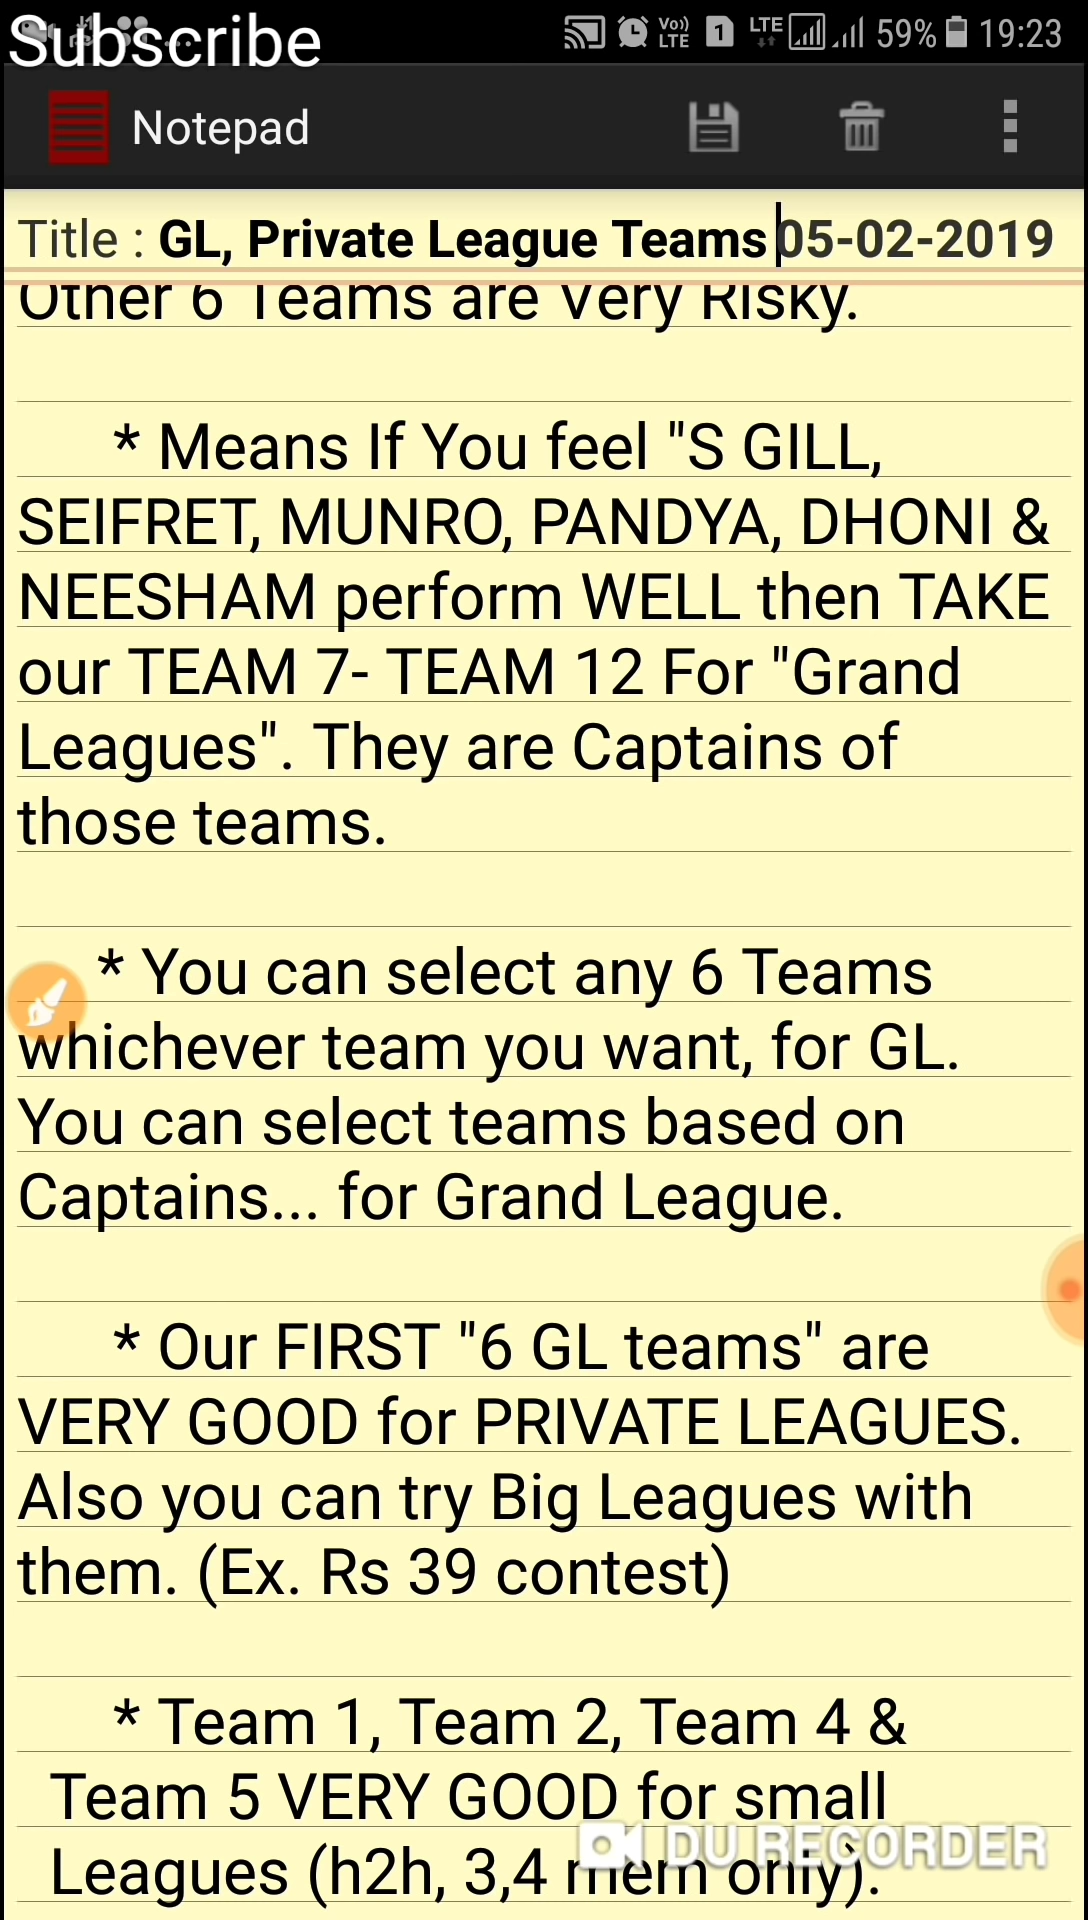 Subscribe
Vo)) LTE 1 LTE 59% 19:23
Notepad
Title : GL, Private League Teams 05-02-2019
Other 6 Teams are Very Risky.
* Means If You feel "S GILL,
SEIFRET, MUNRO, PANDYA, DHONI &
NEESHAM perform WELL then TAKE
our TEAM 7- TEAM 12 For "Grand
Leagues". They are Captains of
those teams.
* You can select any 6 Teams
whichever team you want, for GL.
You can select teams based on
Captains... for Grand League.
* Our FIRST "6 GL teams" are
VERY GOOD for PRIVATE LEAGUES.
Also you can try Big Leagues with
them. (Ex. Rs 39 contest)
* Team 1, Team 2, Team 4 &
Team 5 VERY GOOD for small
Leagues (h2h, 3,4 mem only).
DU RECORDER